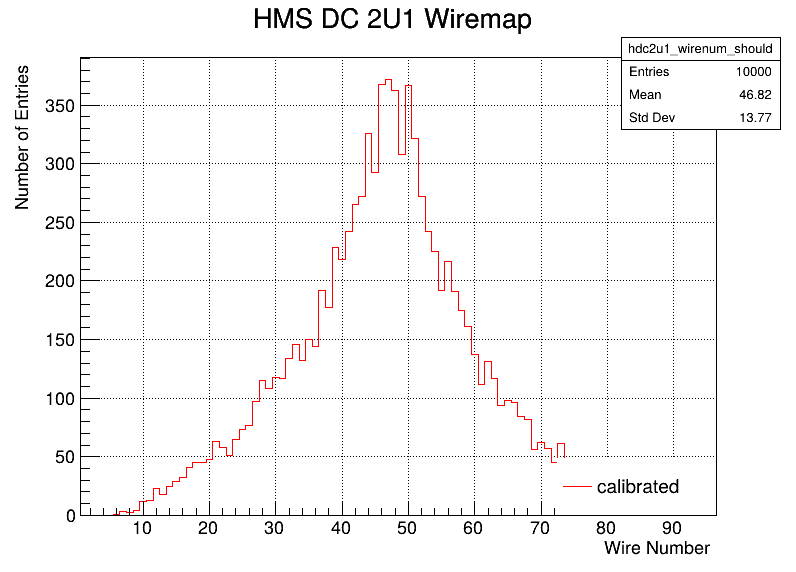 HMS DC 2U1 Wiremap
hdc2u1_wirenum_should
Entries 10000
Mean 46.82
Std Dev 13.77
Number of Entries
350
300
250
200
150
100
50
0
10 20 30 40 50 60 70 80 90
calibrated
Wire Number